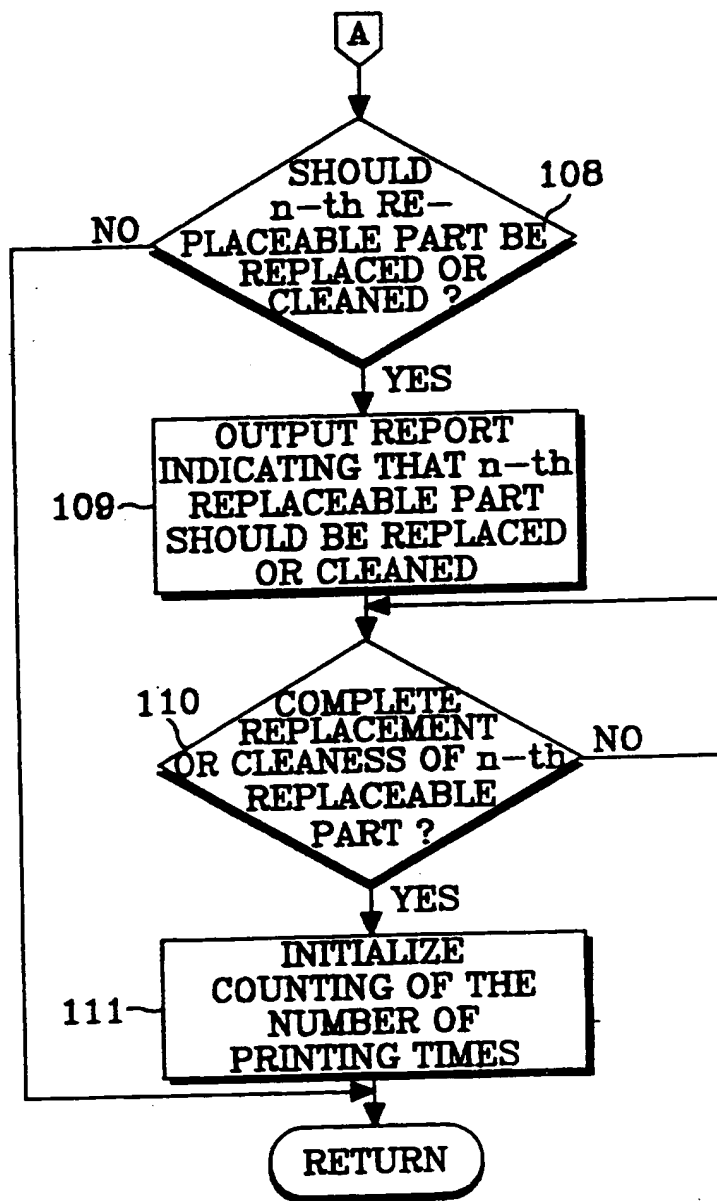 A
SHOULD
n-th RE-
PLACEABLE PART BE
REPLACED OR
CLEANED ?
108
NO
YES
OUTPUT REPORT
INDICATING THAT n-th
REPLACEABLE PART
SHOULD BE REPLACED
OR CLEANED
109
110
COMPLETE
REPLACEMENT
OR CLEANESS OF n-th
REPLACEABLE
PART ?
NO
YES
INITIALIZE
COUNTING OF THE
NUMBER OF
PRINTING TIMES
111
RETURN